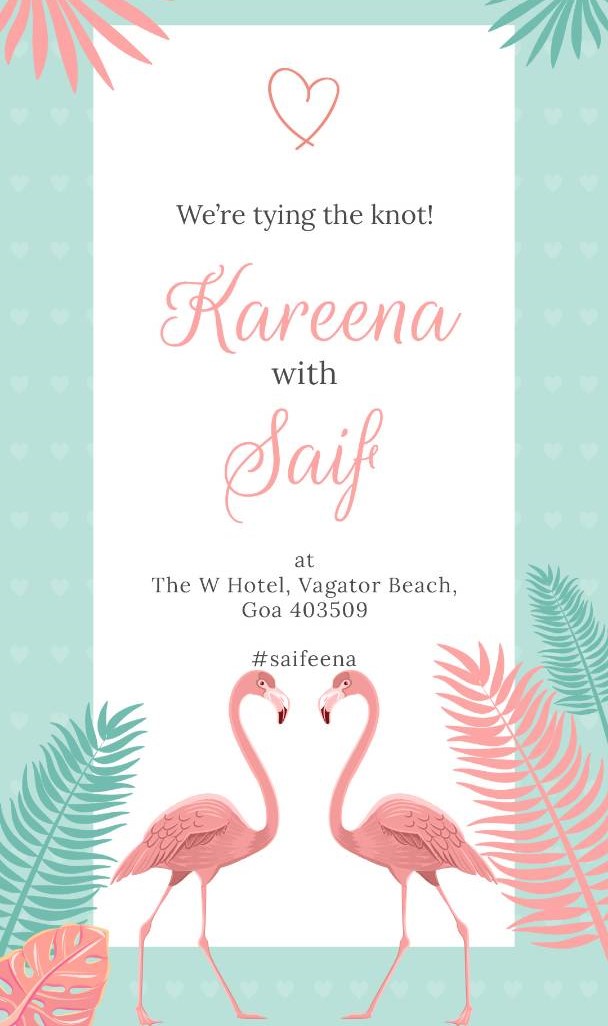 We’re tying the knot!
Kareena
with
Saif
at
The W Hotel, Vagator Beach,
Goa 403509
#saifeena